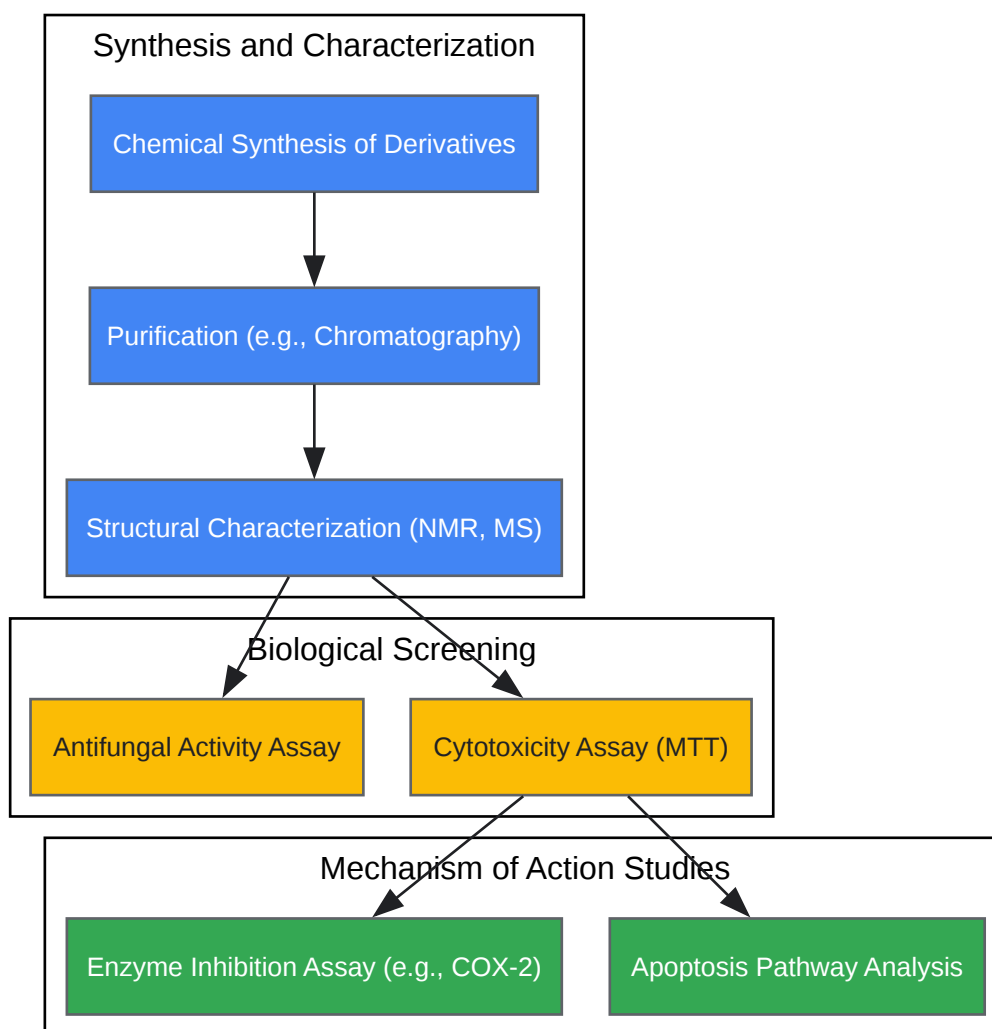 Synthesis and Characterization
Chemical Synthesis of Derivatives
Purification (e.g., Chromatography)
Structural Characterization (NMR, MS)
Biological Screening
Antifungal Activity Assay
Cytotoxicity Assay (MTT)
Mechanism of Action Studies
Enzyme Inhibition Assay (e.g., COX-2)
Apoptosis Pathway Analysis